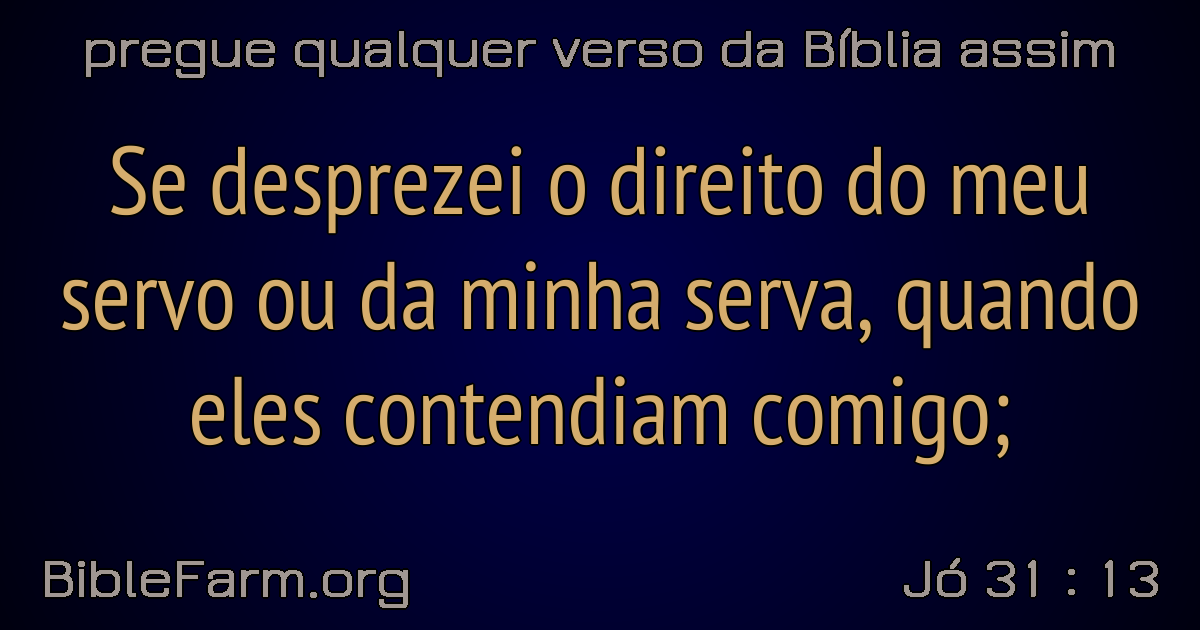 pregue qualquer verso da Bíblia assim
Se desprezei o direito do meu
servo ou da minha serva, quando
eles contendiam comigo;
BibleFarm.org
Jó 31 : 13